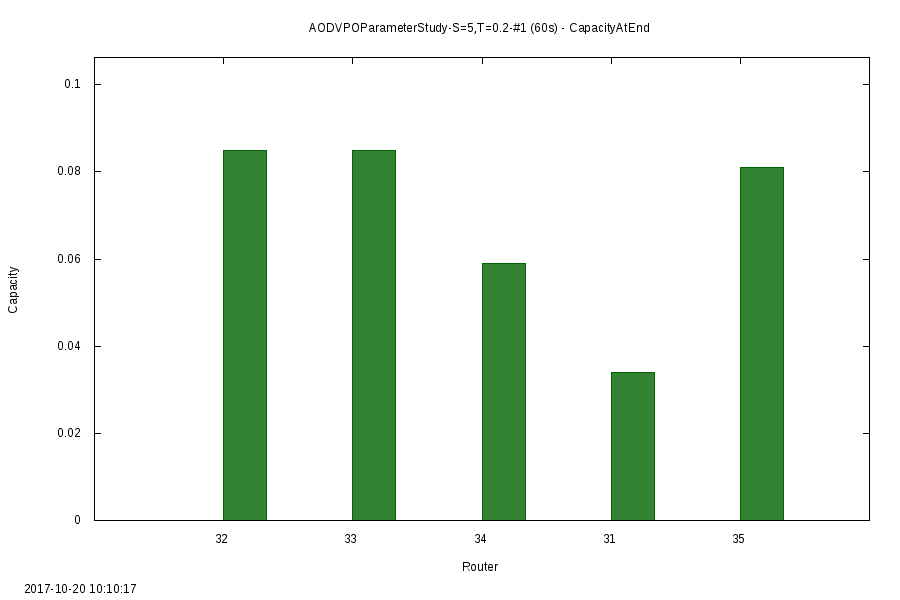 AODVPOParameterStudy-S=5,T=0.2-#1 (60s) - CapacityAtEnd
0.1
0.08
0.06
0.04
0.02
0
Capacity
32 33 34 31 35
Router
2017-10-20 10:10:17